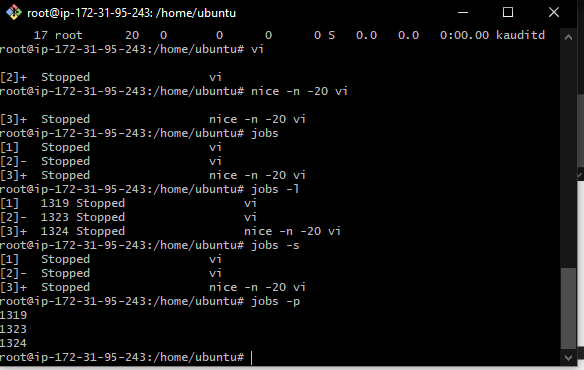 root@ip-172-31-95-243: /home/ubuntu
17 root 20 0 0 0 0 S 0.0 0.0 0:00.00 kauditd
root@ip-172-31-95-243:/home/ubuntu# vi
[2]+ Stopped vi
root@ip-172-31-95-243:/home/ubuntu# nice -n -20 vi
[3]+ Stopped nice -n -20 vi
root@ip-172-31-95-243:/home/ubuntu# jobs
[1] Stopped vi
[2]- Stopped vi
[3]+ Stopped nice -n -20 vi
root@ip-172-31-95-243:/home/ubuntu# jobs -l
[1] 1319 Stopped vi
[2]- 1323 Stopped vi
[3]+ 1324 Stopped nice -n -20 vi
root@ip-172-31-95-243:/home/ubuntu# jobs -s
[1] Stopped vi
[2]- Stopped vi
[3]+ Stopped nice -n -20 vi
root@ip-172-31-95-243:/home/ubuntu# jobs -p
1319
1323
1324
root@ip-172-31-95-243:/home/ubuntu#